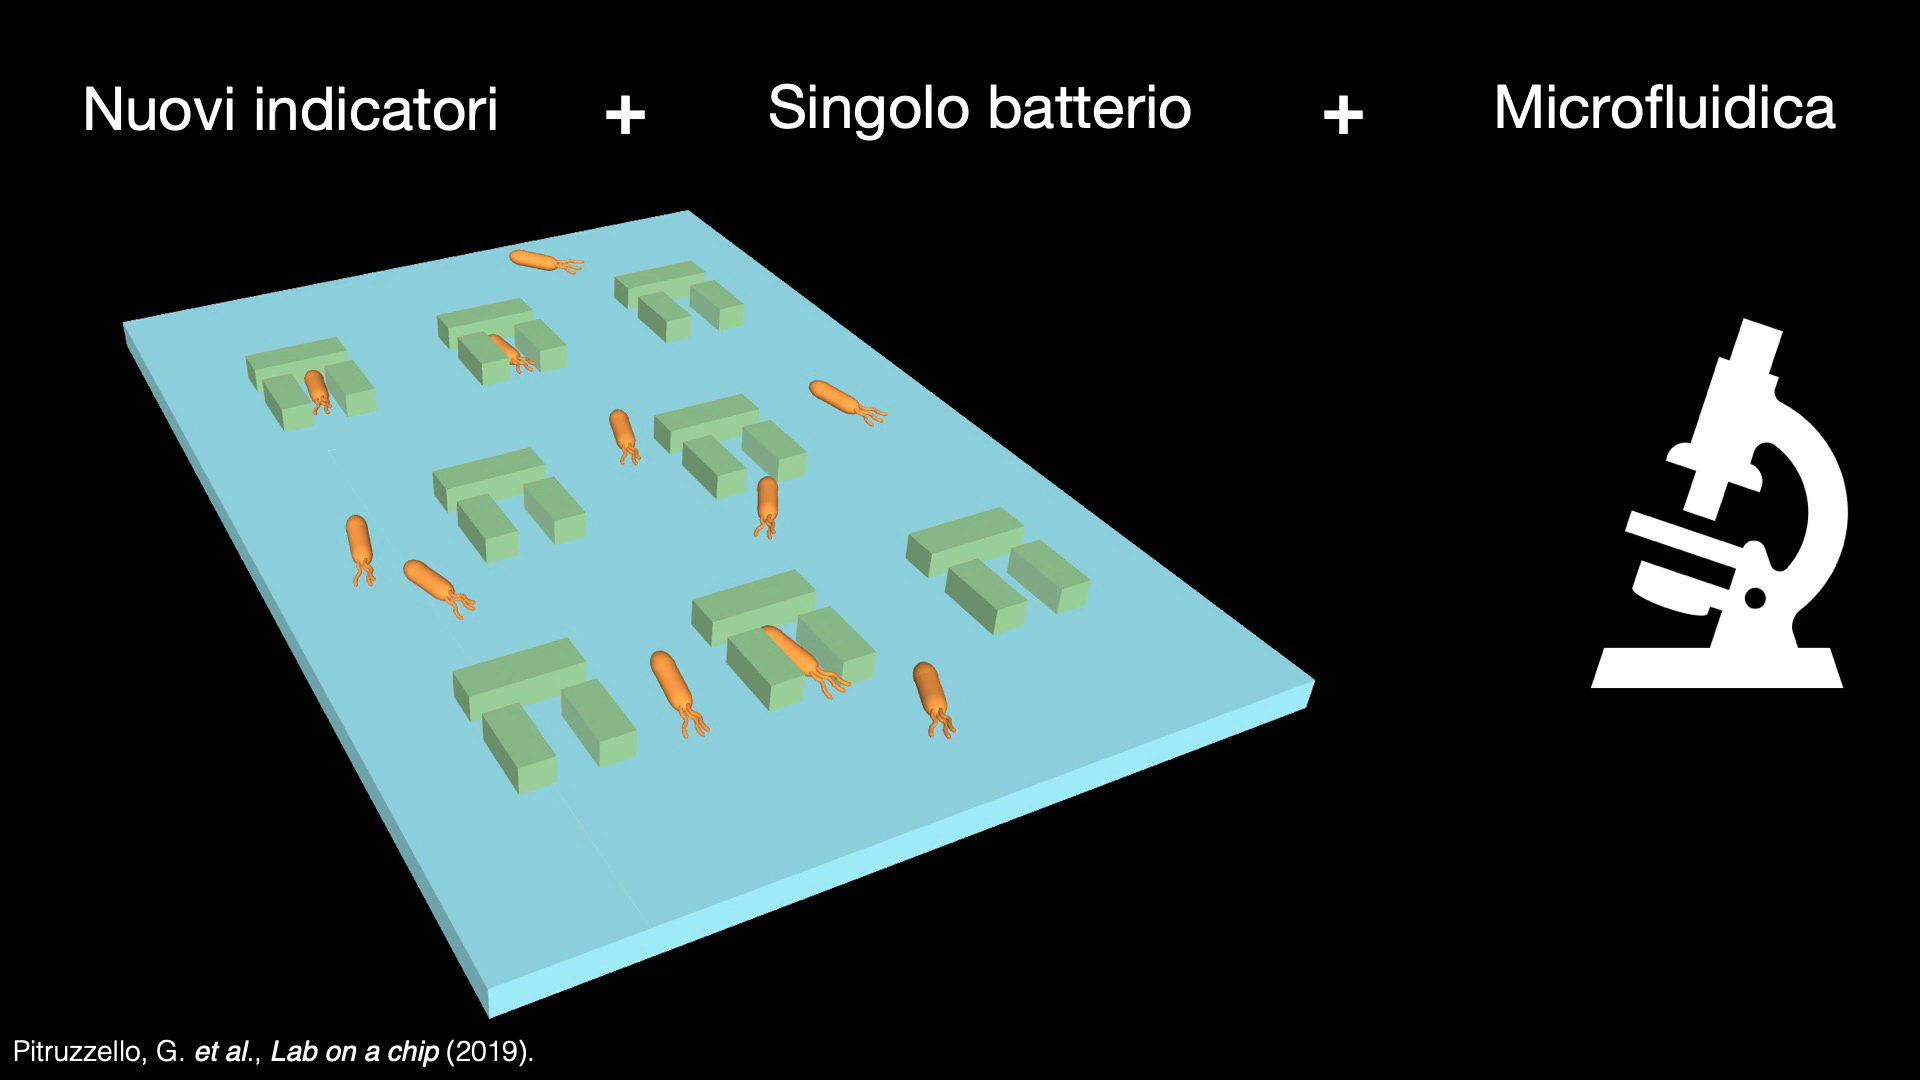 Nuovi indicatori + Singolo batterio + Microfluidica
Pitruzzello, G. et al., Lab on a chip (2019).